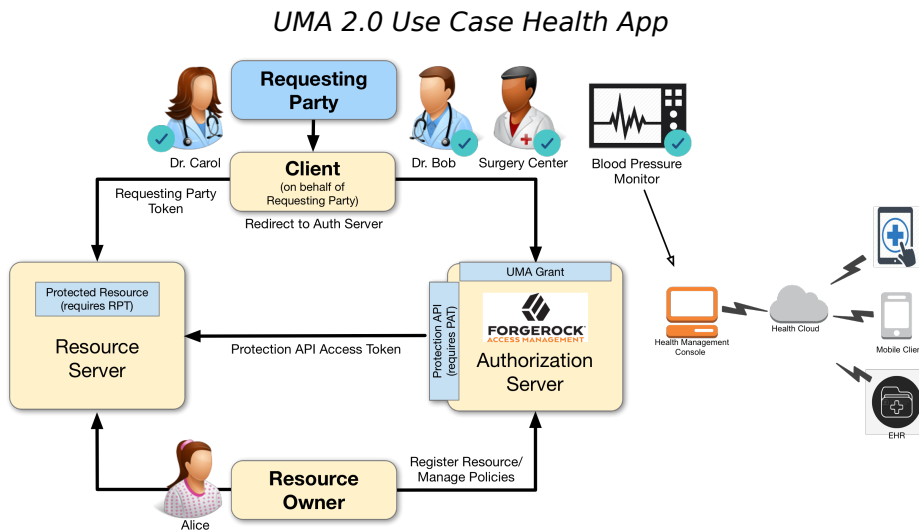 UMA 2.0 Use Case Health App
Requesting
Party
Dr. Carol
Dr. Bob
Surgery Center
Blood Pressure
Monitor
Client
(on behalf of
Requesting Party)
Requesting Party
Token
Redirect to Auth Server
UMA Grant
Protected Resource
(requires RPT)
Resource
Server
Protection API
(requires PAT)
FORGEROCK
ACCESS MANAGEMENT
Authorization
Server
Protection API Access Token
Health Management
Console
Health Cloud
Mobile Client
EHR
Register Resource/
Manage Policies
Resource
Owner
Alice